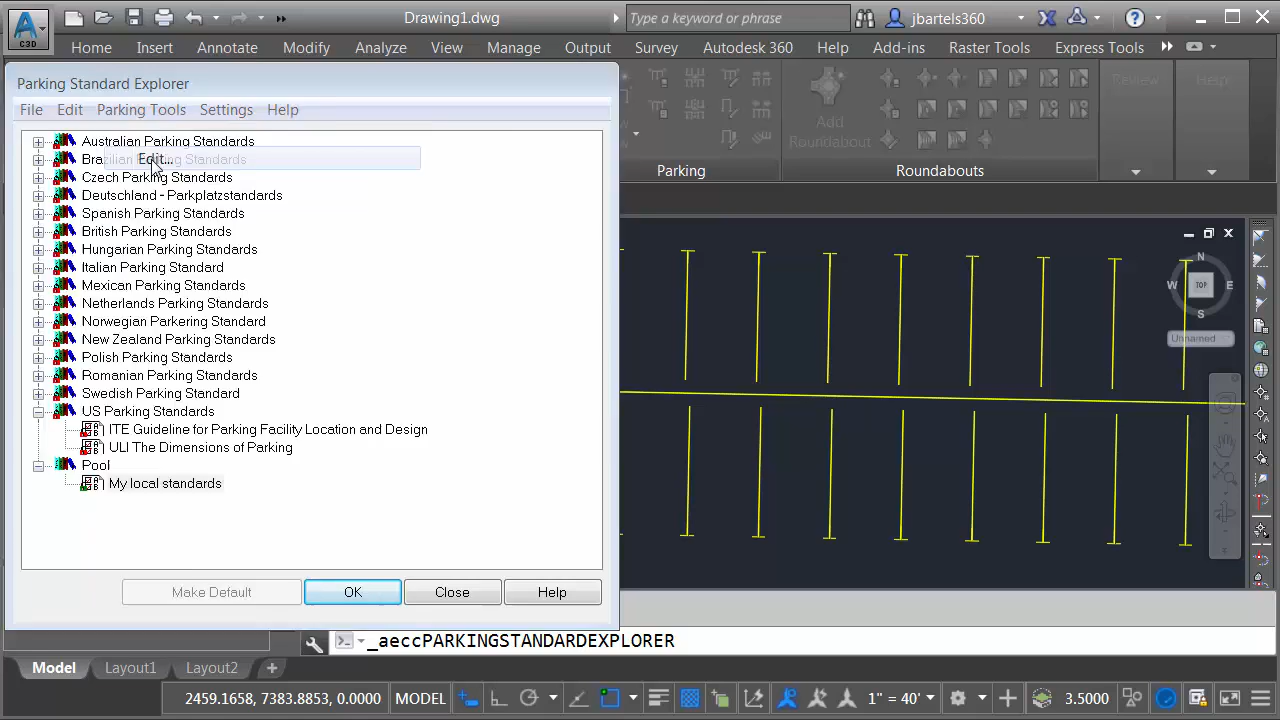 C3D
Drawing1.dwg
Type a keyword or phrase
jbartels360
Home Insert Annotate Modify Analyze View Manage Output Survey Autodesk 360 Help Add-ins Raster Tools Express Tools
Parking Standard Explorer
File Edit Parking Tools Settings Help
Australian Parking Standards
Brazilian Parking Standards
Edit...
Czech Parking Standards
Deutschland - Parkplatzstandards
Spanish Parking Standards
British Parking Standards
Hungarian Parking Standards
Italian Parking Standard
Mexican Parking Standards
Netherlands Parking Standards
Norwegian Parkering Standard
New Zealand Parking Standards
Polish Parking Standards
Romanian Parking Standards
Swedish Parking Standard
US Parking Standards
ITE Guideline for Parking Facility Location and Design
ULI The Dimensions of Parking
Pool
My local standards
Make Default OK Close Help
Add
Roundabout
Review
Help
Parking
Roundabouts
N
W TOP E
S
Unnamed
_aeccPARKINGSTANDARDEXPLORER
Model Layout1 Layout2 +
2459.1658, 7383.8853, 0.0000 MODEL 1" = 40' 3.5000